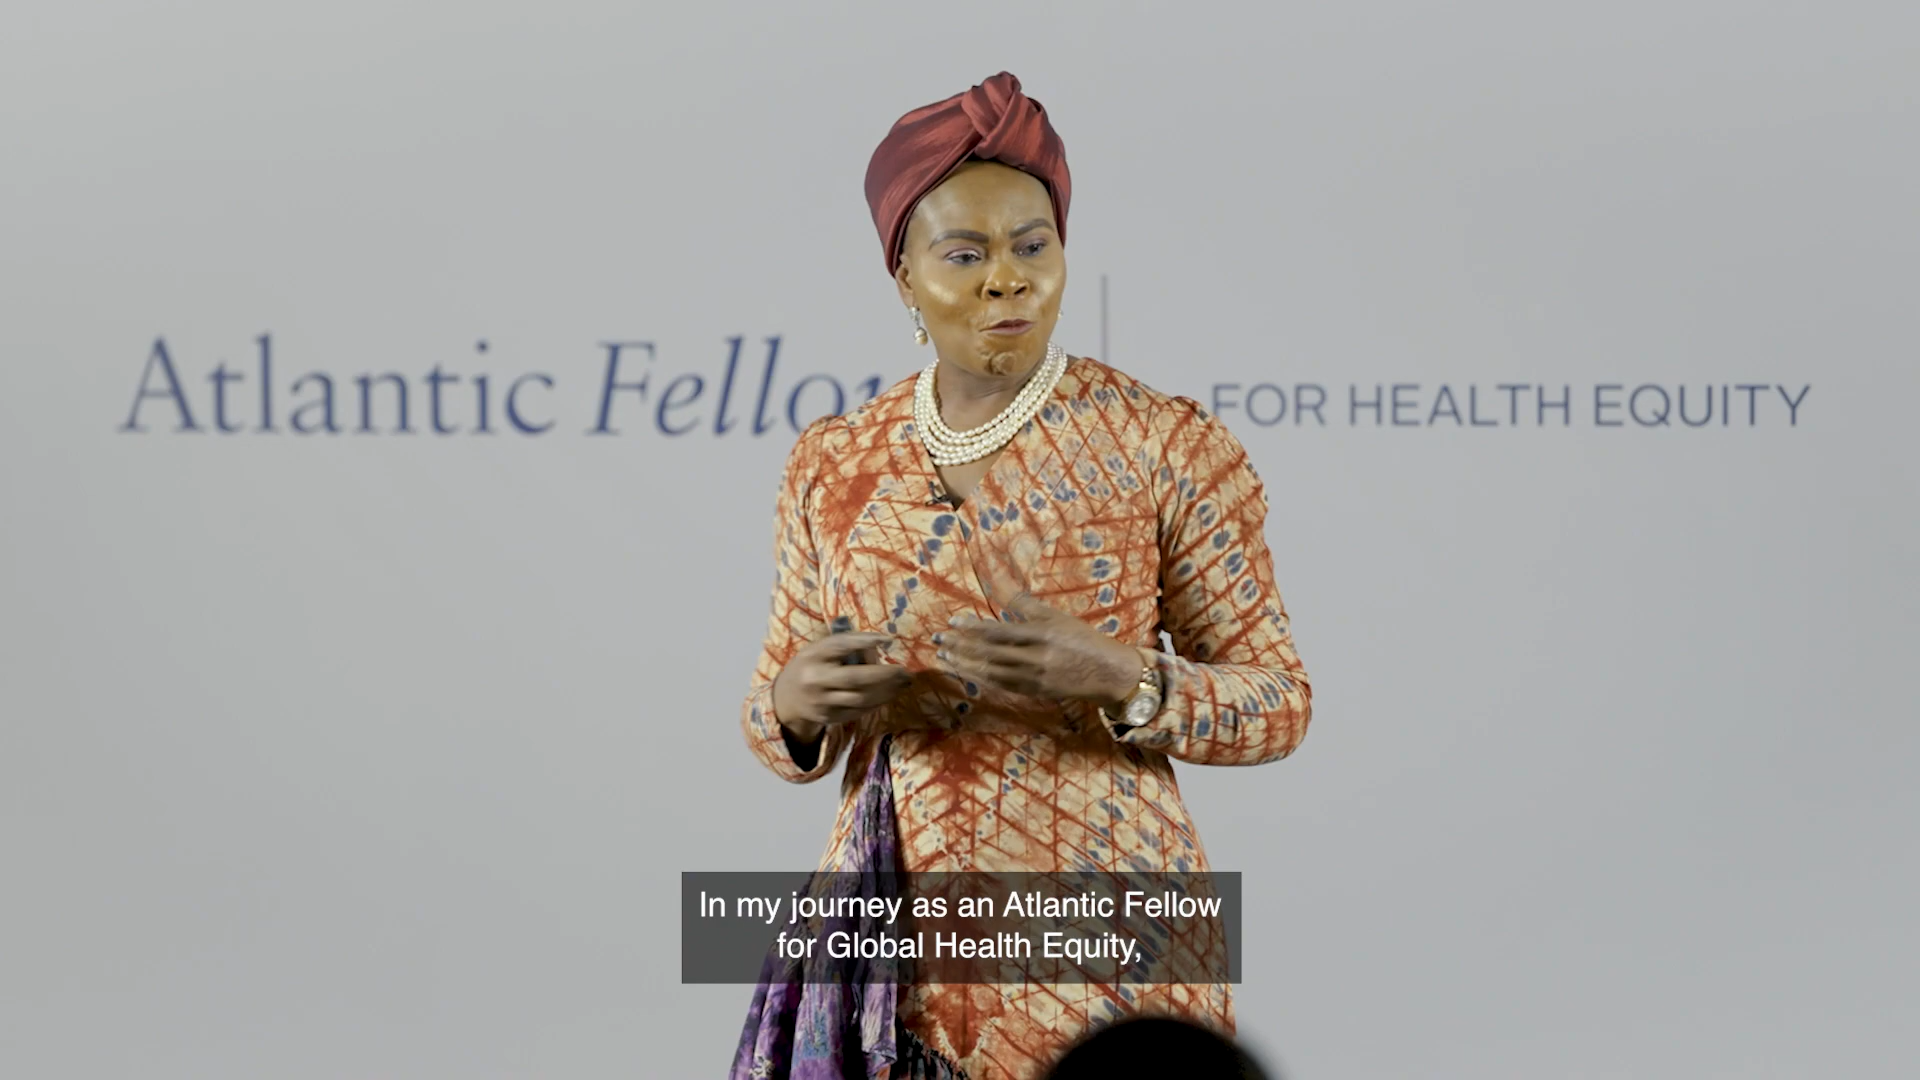 Atlantic Fello
FOR HEALTH EQUITY
In my journey as an Atlantic Fellow
for Global Health Equity,